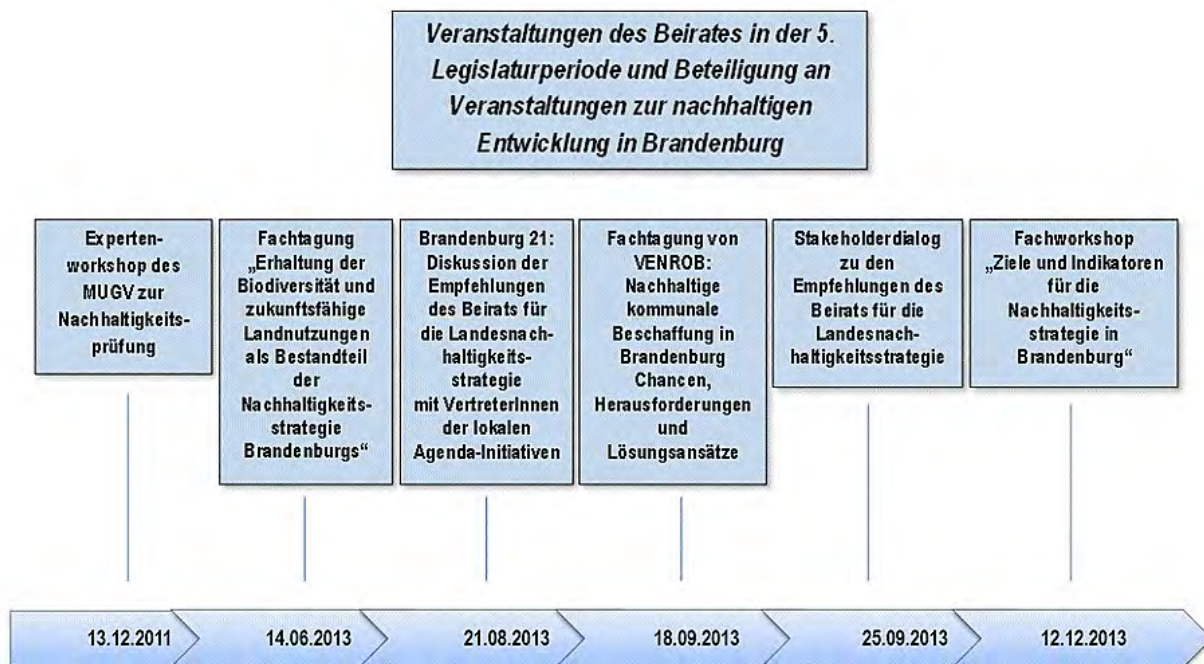 Veranstaltungen des Beirates in der 5.
Legislaturperiode und Beteiligung an
Veranstaltungen zur nachhaltigen
Entwicklung in Brandenburg
Experten-
workshop des
MUGV zur
Nachhaltigkeits-
prüfung
Fachtagung
„Erhaltung der
Biodiversität und
zukunftsfähige
Landnutzungen
als Bestandteil
der
Nachhaltigkeits-
strategie
Brandenburgs“
Brandenburg 21:
Diskussion der
Empfehlungen
des Beirats für
die Landesnach-
haltigkeits-
strategie
mit VertreterInnen
der lokalen
Agenda-Initiativen
Fachtagung von
VENROB:
Nachhaltige
kommunale
Beschaffung in
Brandenburg
Chancen,
Herausforderungen
und
Lösungsansätze
Stakeholderdialog
zu den
Empfehlungen des
Beirats für die
Landesnach-
haltigkeitsstrategie
Fachworkshop
„Ziele und Indikatoren
für die
Nachhaltigkeits-
strategie in
Brandenburg“
13.12.2011
14.06.2013
21.08.2013
18.09.2013
25.09.2013
12.12.2013